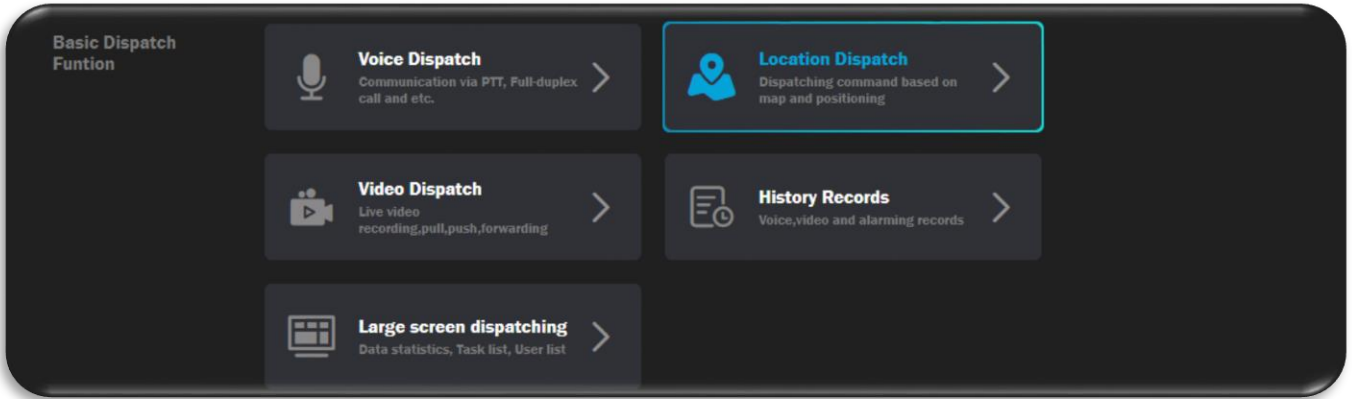 Basic Dispatch
Funtion
Voice Dispatch
Communication via PTT, Full-duplex
call and etc.
Location Dispatch
Dispatching command based on
map and positioning
Video Dispatch
Live video
recording,pull,push,forwarding
History Records
Voice,video and alarming records
Large screen dispatching
Data statistics, Task list, User list